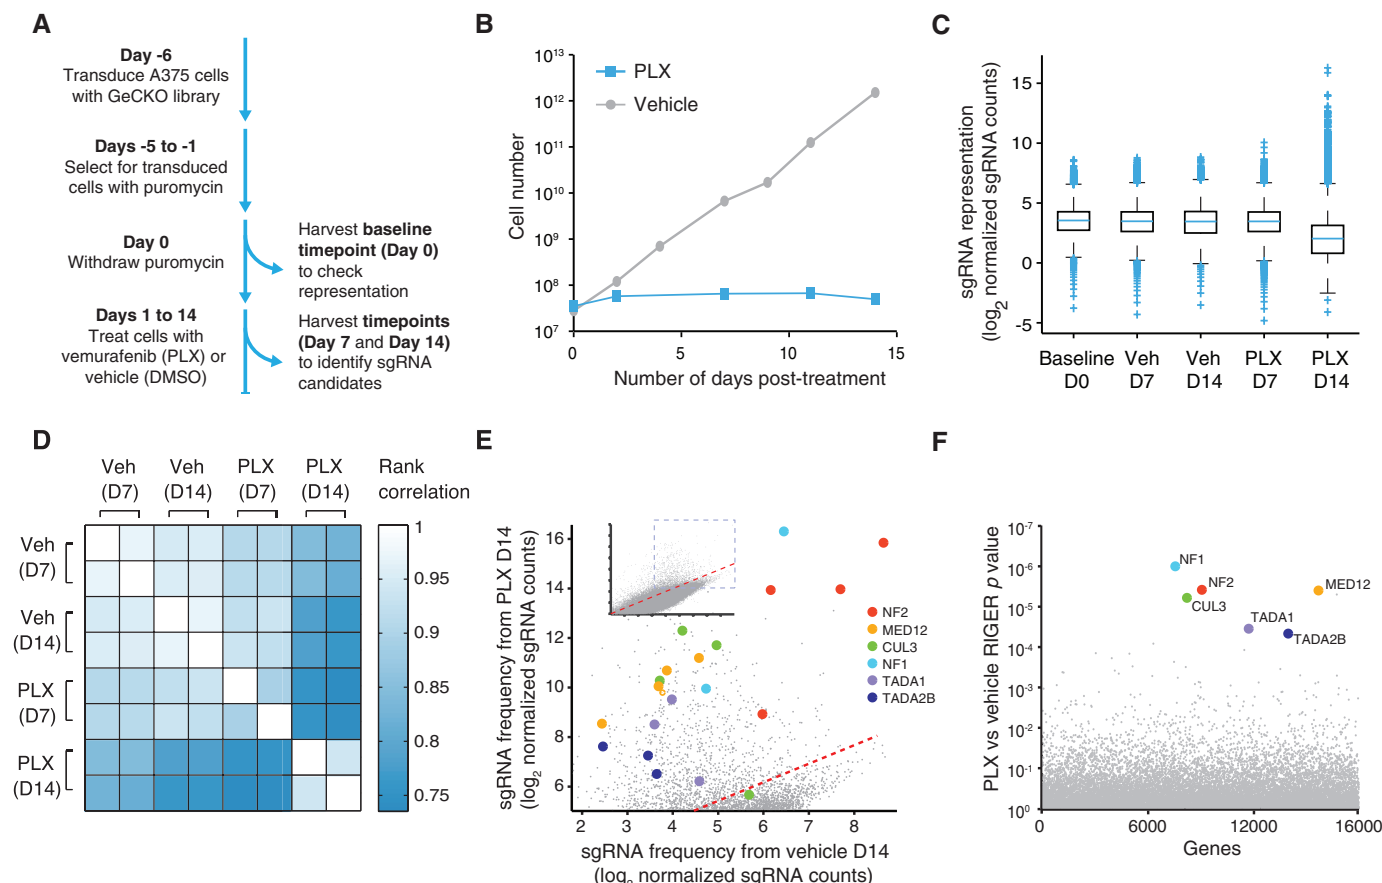 A
Day -6
Transduce A375 cells
with GeCKO library
Days -5 to -1
Select for transduced
cells with puromycin
Day 0
Withdraw puromycin
Harvest baseline
timepoint (Day 0)
to check
representation
Days 1 to 14
Treat cells with
vemurafenib (PLX) or
vehicle (DMSO)
Harvest timepoints
(Day 7 and Day 14)
to identify sgRNA
candidates
B
Cell number
10^13
10^12
10^11
10^10
10^9
10^8
10^7
PLX
Vehicle
0
5
10
15
Number of days post-treatment
C
sgRNA representation
(log2 normalized sgRNA counts)
15
10
5
0
-5
Baseline D0
Veh D7
Veh D14
PLX D7
PLX D14
D
Veh (D7)
Veh (D14)
PLX (D7)
PLX (D14)
Rank correlation
Veh (D7)
Veh (D14)
PLX (D7)
PLX (D14)
1
0.95
0.9
0.85
0.8
0.75
E
sgRNA frequency from PLX D14
(log2 normalized sgRNA counts)
16
14
12
10
8
6
NF2
MED12
CUL3
NF1
TADA1
TADA2B
2
3
4
5
6
7
8
sgRNA frequency from vehicle D14
(log2 normalized sgRNA counts)
F
PLX vs vehicle RIGER p value
10^-7
10^-6
10^-5
10^-4
10^-3
10^-2
10^-1
10^0
NF1
NF2
CUL3
MED12
TADA1
TADA2B
0
6000
12000
16000
Genes